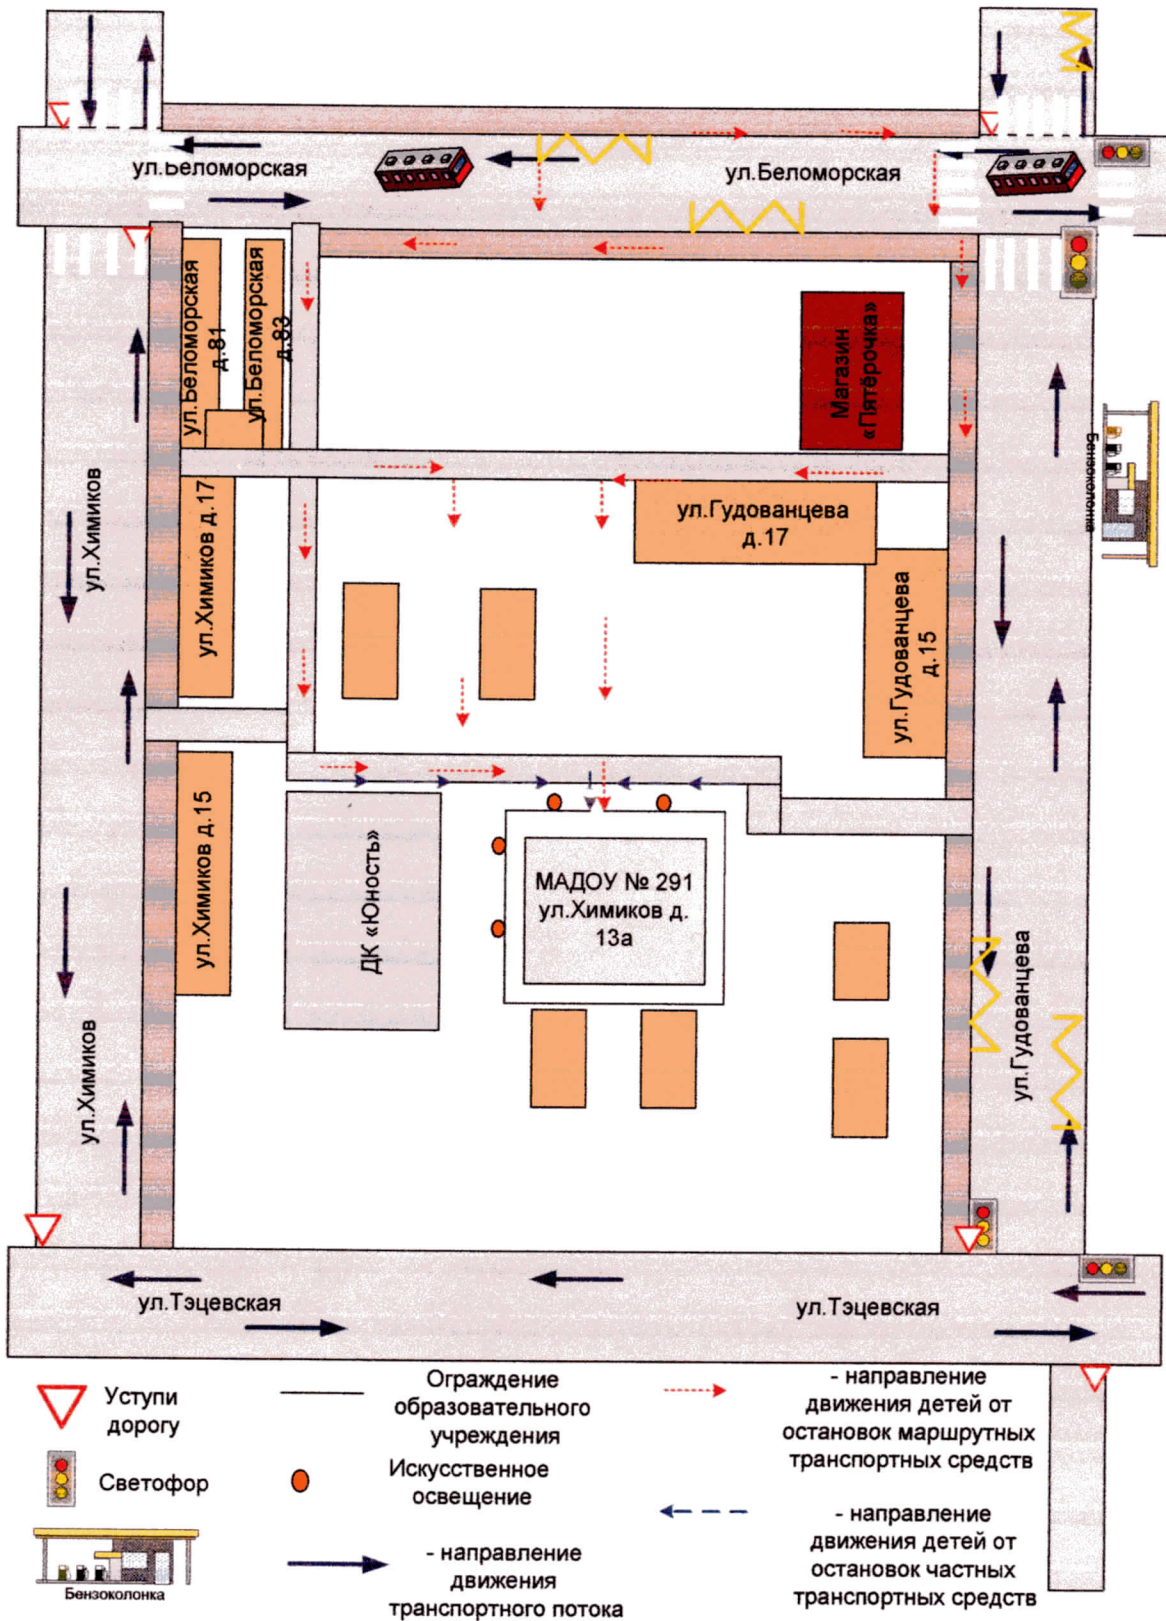 ул.Беломорская
ул.Беломорская
ул.Беломорская
д.81
ул.Беломорская
д.83
Магазин
«Пятёрочка»
Бензоколонка
ул.Химиков
ул.Химиков д.17
ул.Гудованцева
д.17
ул.Гудованцева
д.15
ул.Химиков д.15
ДК «Юность»
МАДОУ № 291
ул.Химиков д.
13а
ул.Гудованцева
ул.Химиков
ул.Тэцевская
ул.Тэцевская
Уступи
дорогу
Светофор
Бензоколонка
Ограждение
образовательного
учреждения
Искусственное
освещение
- направление
движения
транспортного потока
- направление
движения детей от
остановок маршрутных
транспортных средств
- направление
движения детей от
остановок частных
транспортных средств